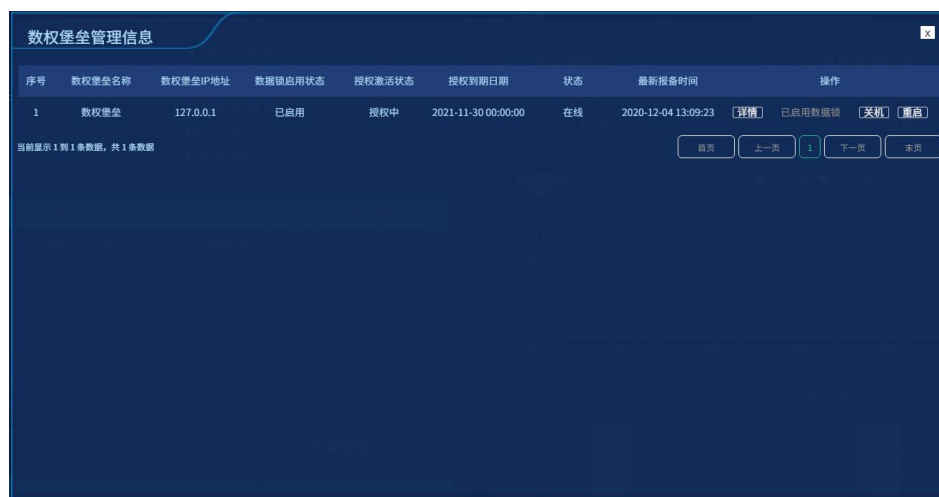 数权堡垒管理信息
X
序号 数权堡垒名称 数权堡垒IP地址 数据锁启用状态 授权激活状态 授权到期日期 状态 最新报备时间 操作
1 数权堡垒 127.0.0.1 已启用 授权中 2021-11-30 00:00:00 在线 2020-12-04 13:09:23 详情 已启用数据锁 关机 重启
当前显示 1 到 1 条数据，共 1 条数据 首页 上一页 1 下一页 末页